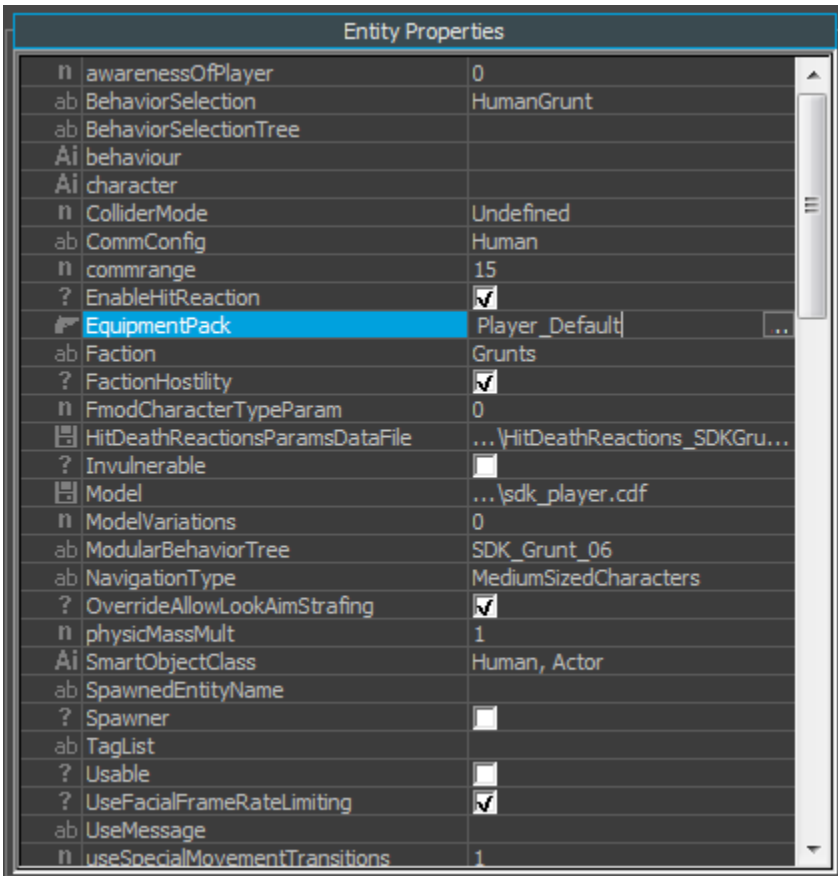 Entity Properties
n awarenessOfPlayer 0
ab BehaviorSelection HumanGrunt
ab BehaviorSelectionTree
Ai behaviour
Ai character
n ColliderMode Undefined
ab CommConfig Human
n commrange 15
? EnableHitReaction
EquipmentPack Player_Default ..
ab Faction Grunts
? FactionHostility
n FmodCharacterTypeParam 0
HitDeathReactionsParamsDataFile ...\HitDeathReactions_SDKGru...
? Invulnerable
Model ...\sdk_player.cdf
n ModelVariations 0
ab ModularBehaviorTree SDK_Grunt_06
ab NavigationType MediumSizedCharacters
? OverrideAllowLookAimStrafing
n physicMassMult 1
Ai SmartObjectClass Human, Actor
ab SpawnedEntityName
? Spawner
ab TagList
? Usable
? UseFacialFrameRateLimiting
ab UseMessage
n useSpecialMovementTransitions 1